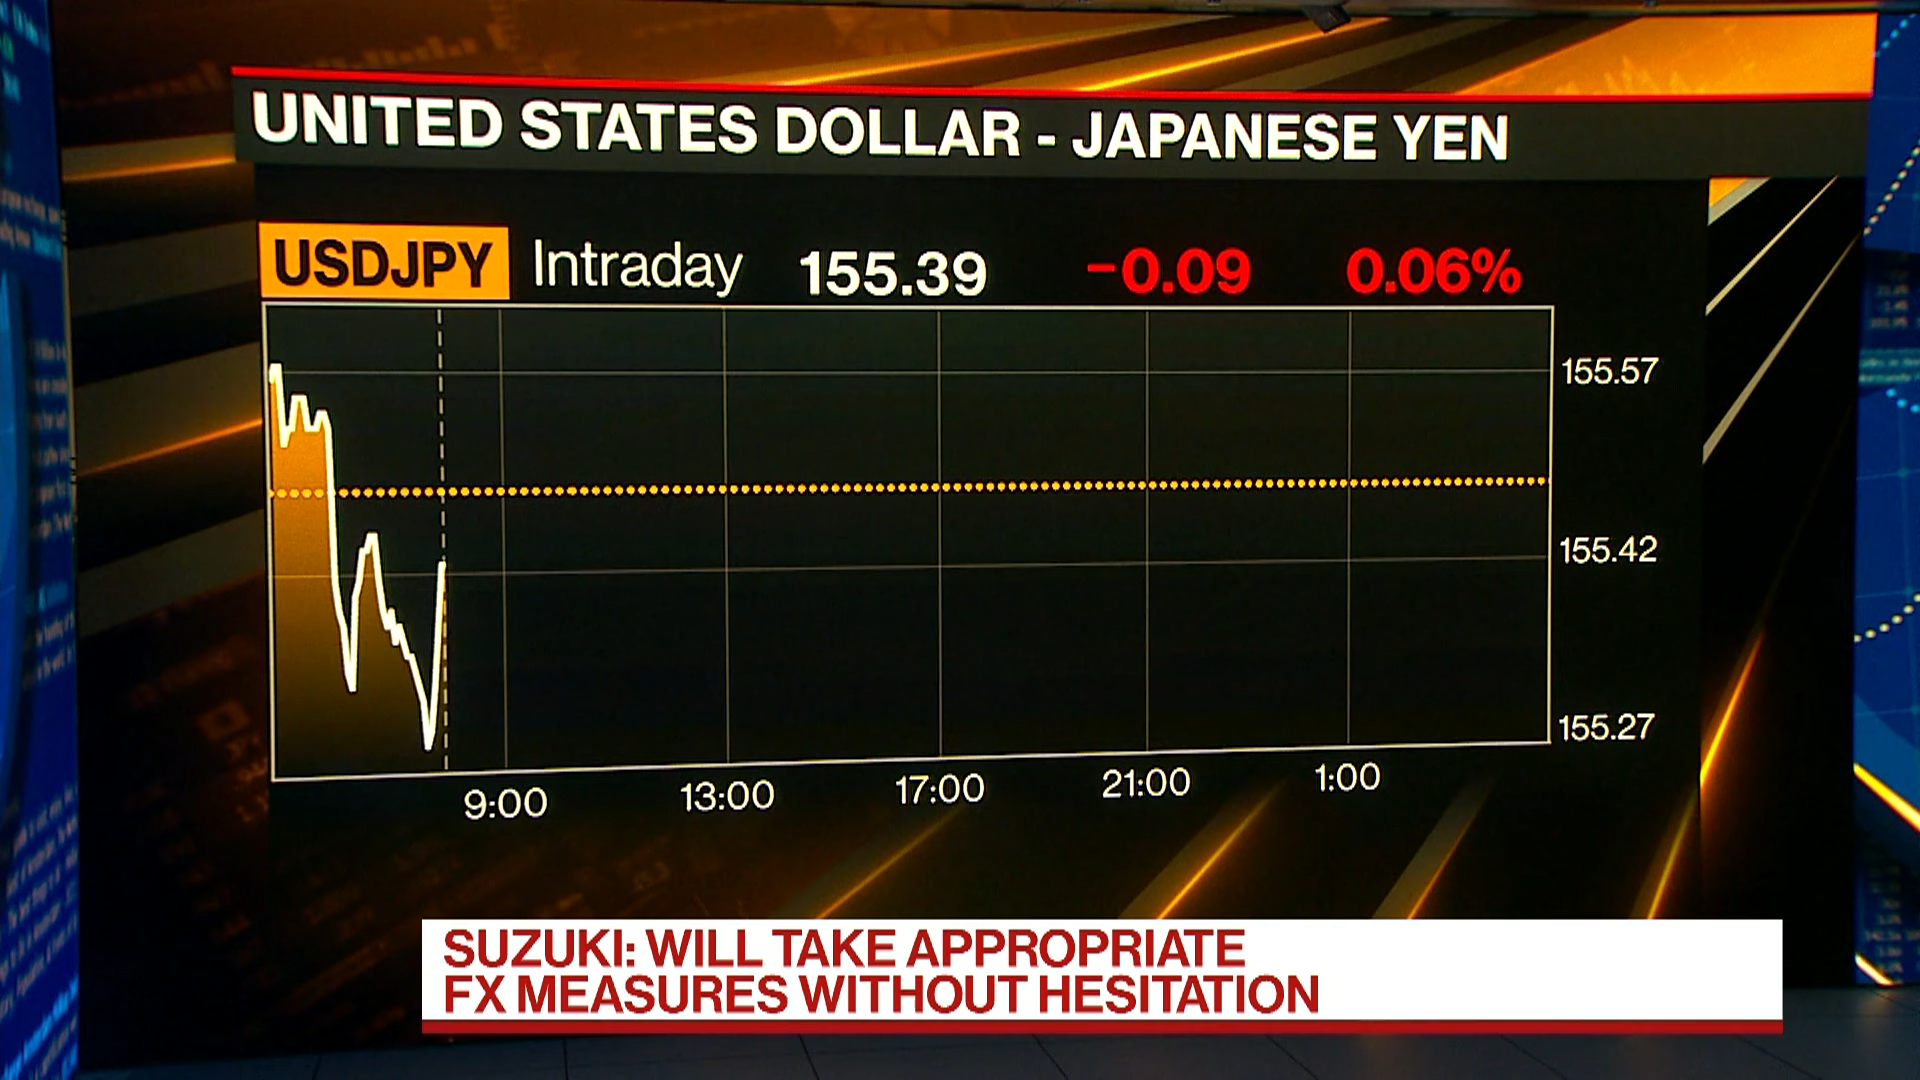 UNITED STATES DOLLAR - JAPANESE YEN
USDJPY Intraday 155.39 -0.09 0.06%
155.57
155.42
155.27
9:00 13:00 17:00 21:00 1:00
SUZUKI: WILL TAKE APPROPRIATE
FX MEASURES WITHOUT HESITATION